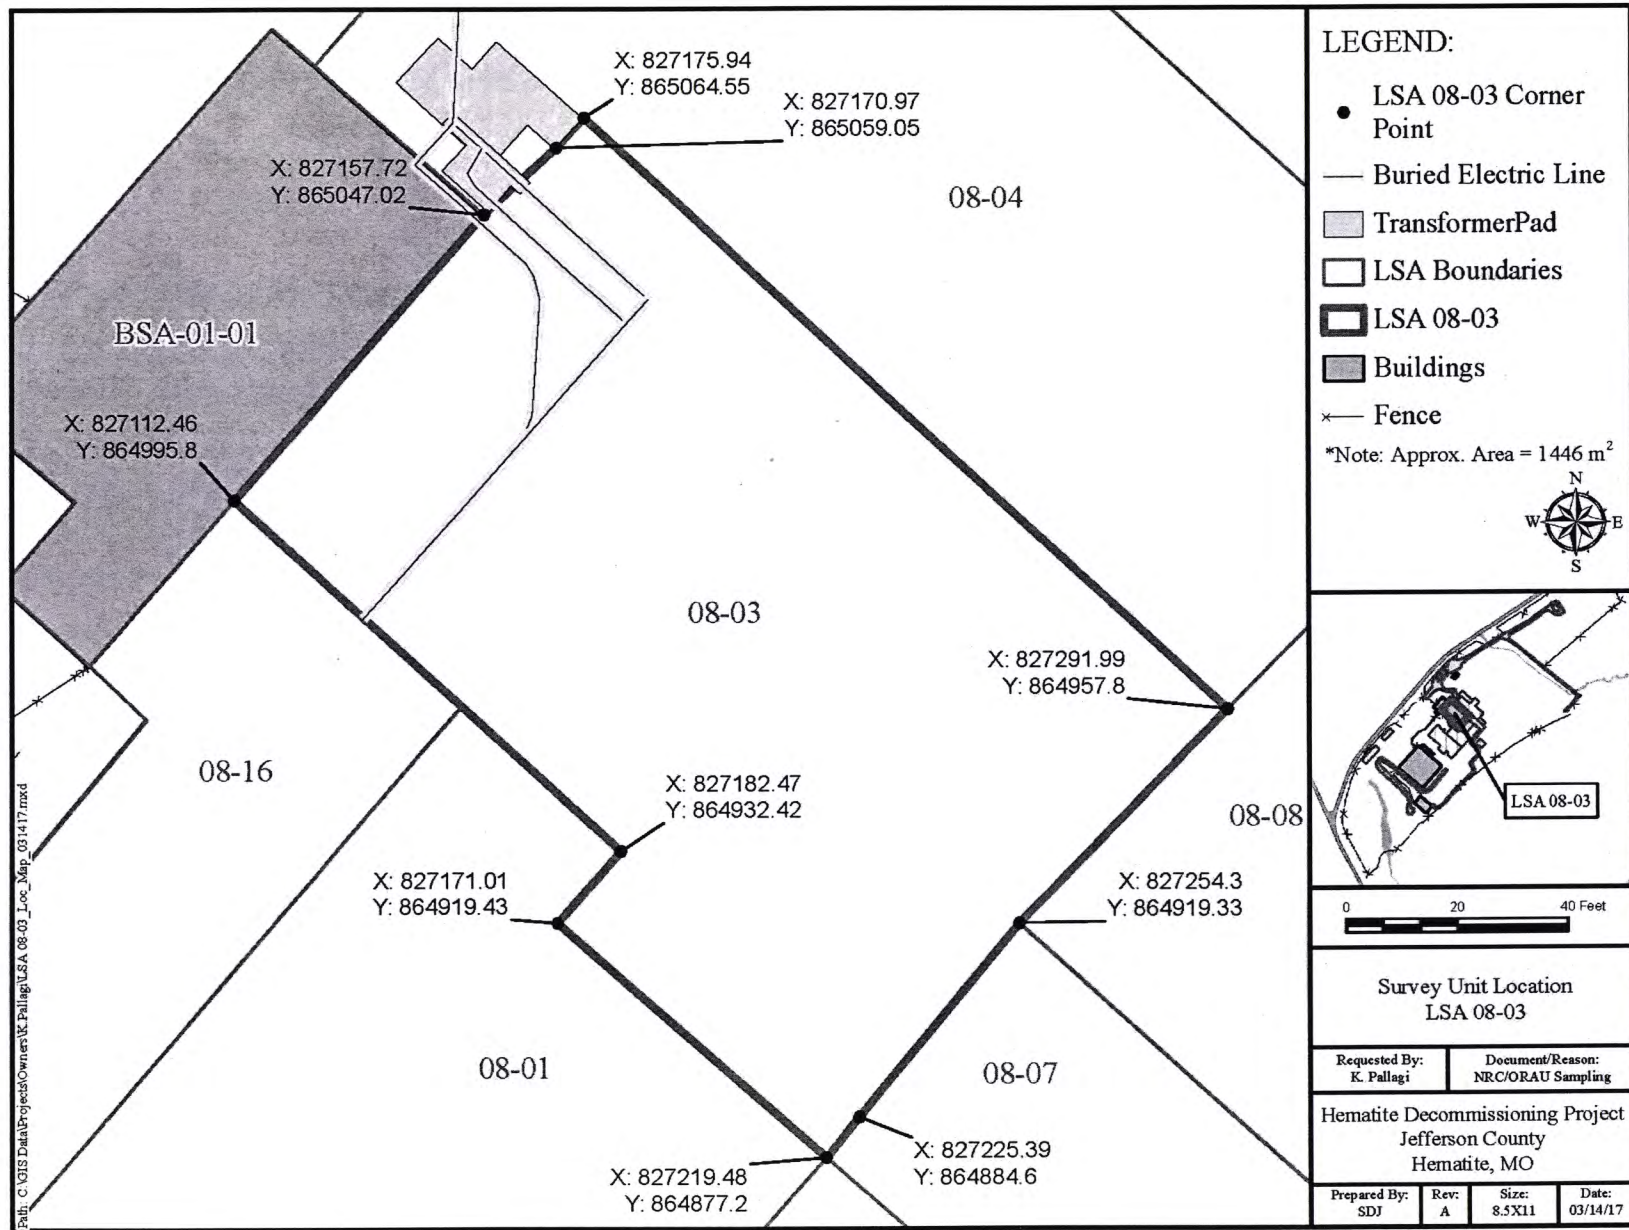 X: 827175.94
Y: 865064.55
X: 827170.97
Y: 865059.05
X: 827157.72
Y: 865047.02
08-04
BSA-01-01
X: 827112.46
Y: 864995.8
08-03
X: 827291.99
Y: 864957.8
08-16
X: 827182.47
Y: 864932.42
08-08
X: 827171.01
Y: 864919.43
X: 827254.3
Y: 864919.33
08-01
08-07
X: 827225.39
Y: 864884.6
X: 827219.48
Y: 864877.2
Path: C:\GIS Data\Projects\Owners\K.Pallagi\LSA 08-03_Loc_Map_031417.mxd
LEGEND:
LSA 08-03 Corner
Point
Buried Electric Line
TransformerPad
LSA Boundaries
LSA 08-03
Buildings
Fence
*Note: Approx. Area = 1446 m²
N
W E
S
LSA 08-03
0 20 40 Feet
Survey Unit Location
LSA 08-03
Requested By:
K. Pallagi
Document/Reason:
NRC/ORAU Sampling
Hematite Decommissioning Project
Jefferson County
Hematite, MO
Prepared By:
SDJ
Rev:
A
Size:
8.5X11
Date:
03/14/17